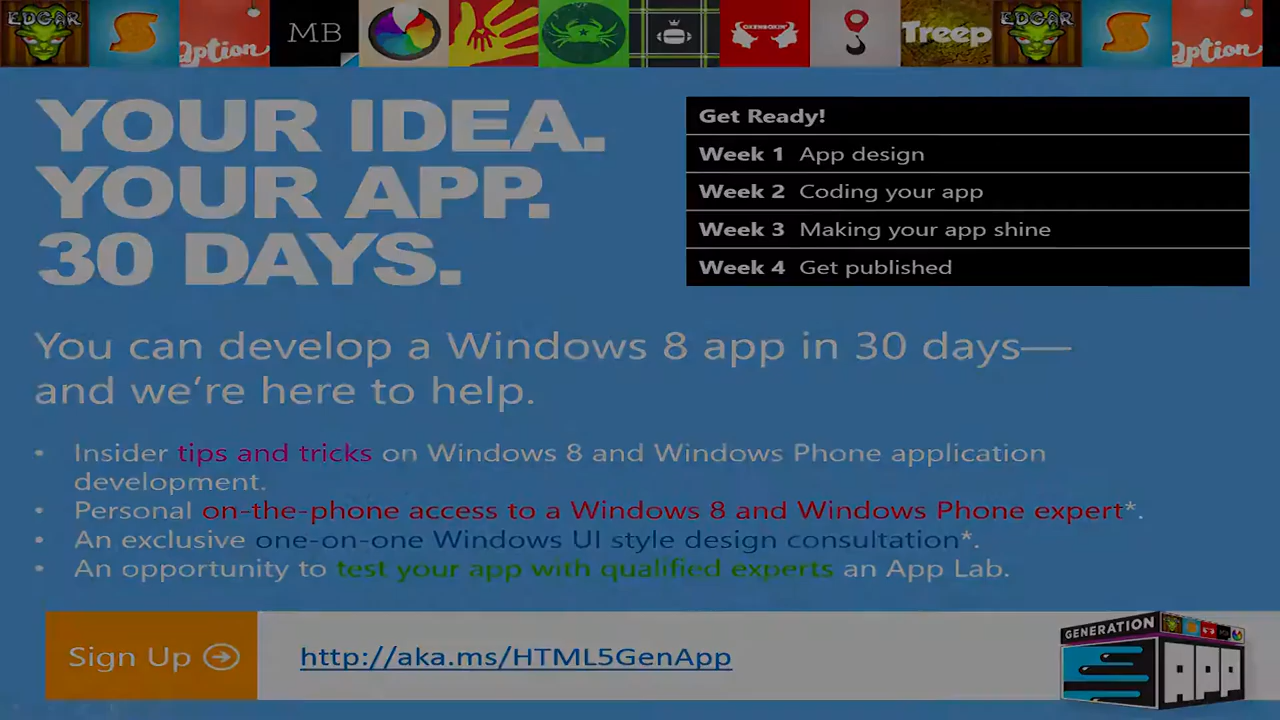 EDGAR
S
aption
MB
OXENBOXIN'
Treep
EDGAR
S
aption
YOUR IDEA.
YOUR APP.
30 DAYS.
Get Ready!
Week 1 App design
Week 2 Coding your app
Week 3 Making your app shine
Week 4 Get published
You can develop a Windows 8 app in 30 days—
and we're here to help.
• Insider tips and tricks on Windows 8 and Windows Phone application
development.
• Personal on-the-phone access to a Windows 8 and Windows Phone expert*.
• An exclusive one-on-one Windows UI style design consultation*.
• An opportunity to test your app with qualified experts an App Lab.
Sign Up
http://aka.ms/HTML5GenApp
GENERATION
APP